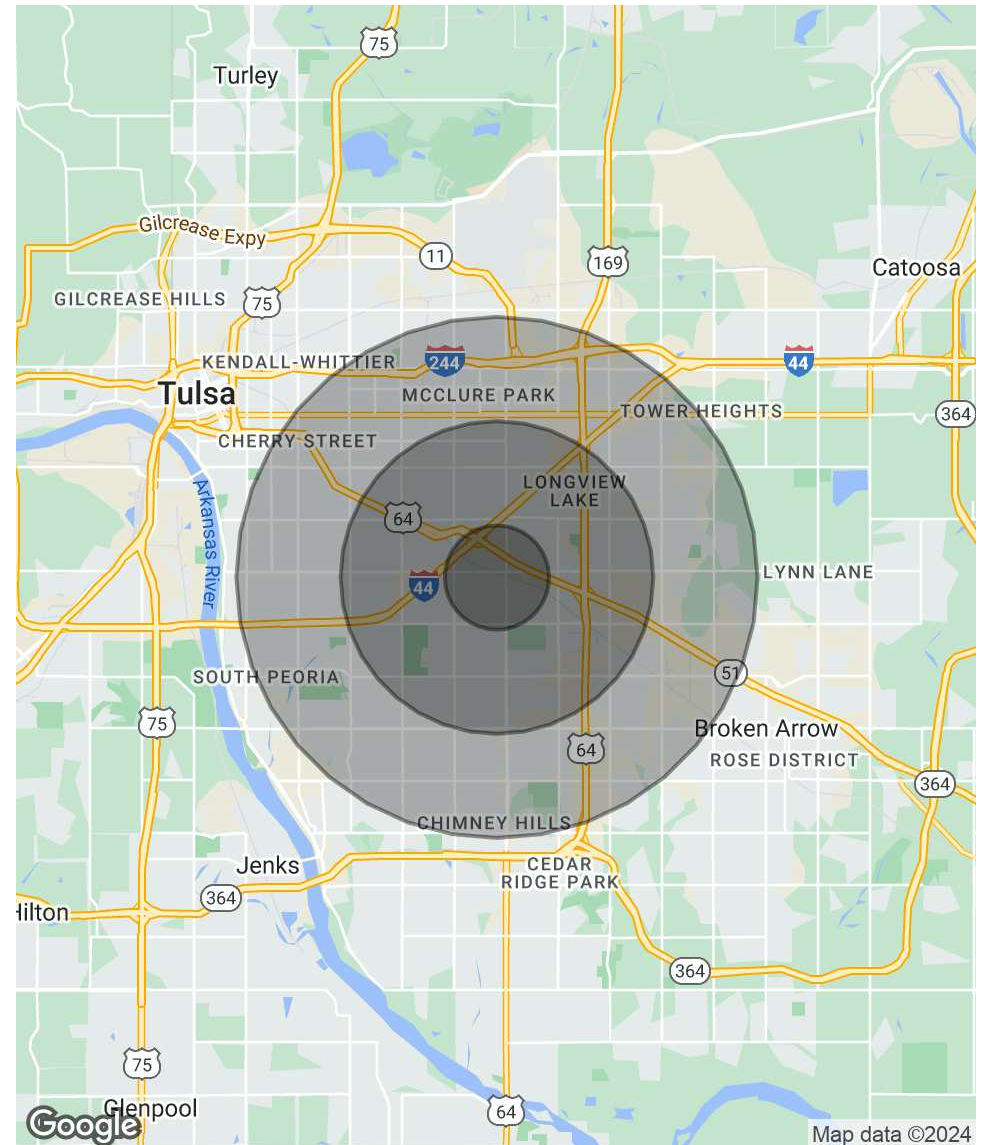 75
Turley
Gilcrease Expy
11
169
Catoosa
GILCREASE HILLS
75
KENDALL-WHITTIER
244
44
Tulsa
MCCLURE PARK
TOWER HEIGHTS
364
CHERRY STREET
LONGVIEW
LAKE
64
Arkansas River
44
LYNN LANE
SOUTH PEORIA
51
75
Broken Arrow
64
ROSE DISTRICT
364
CHIMNEY HILLS
Jenks
CEDAR
RIDGE PARK
364
Hilton
364
75
Glenpool
64
Google
Map data ©2024